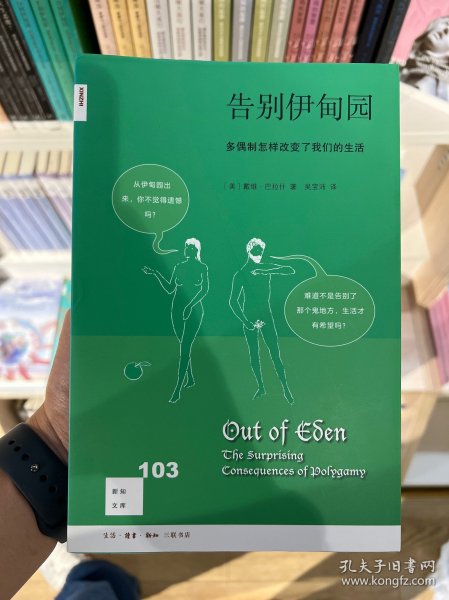 XINZHI
告别伊甸园
多偶制怎样改变了我们的生活
[美] 戴维·巴拉什 著 吴宝沛 译
从伊甸园出
来,你不觉得遗憾
吗?
难道不是告别了
那个鬼地方,生活才
有希望吗?
Out of Eden
The Surprising
Consequences of Polygamy
103
新知
文库
生活·讀書·新知 三联书店
孔夫子旧书网
www.kongfz.com